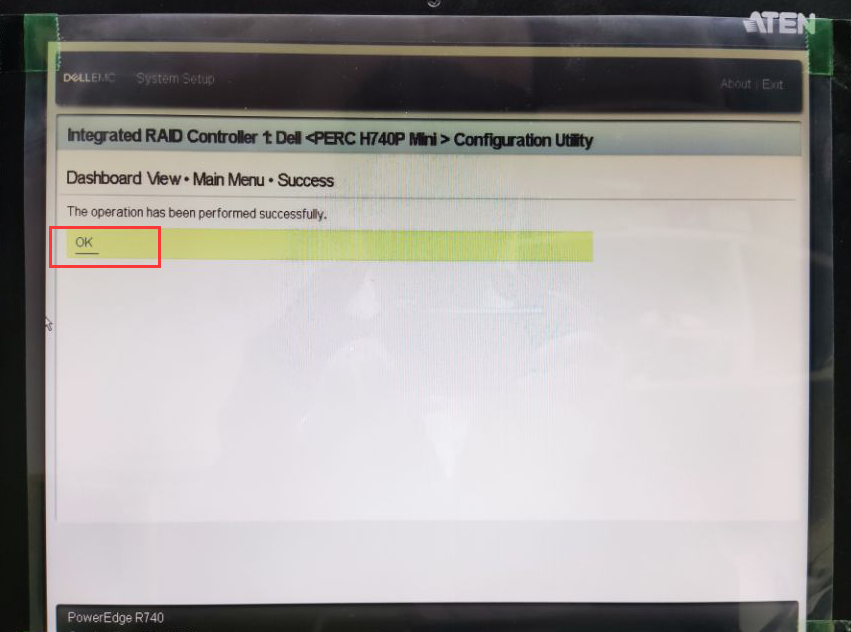 ATEN
DELLEMC System Setup
About | Exit
Integrated RAID Controller 1: Dell <PERC H740P Mini> Configuration Utility
Dashboard View • Main Menu • Success
The operation has been performed successfully.
OK
PowerEdge R740